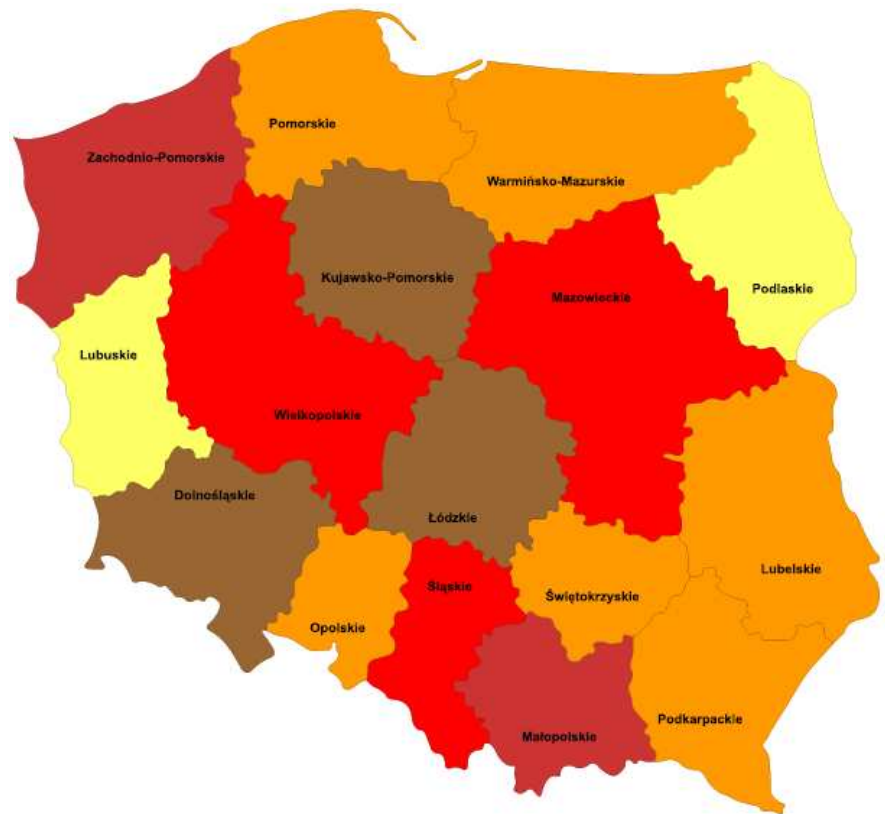 Pomorskie
Zachodnio-Pomorskie
Warmińsko-Mazurskie
Kujawsko-Pomorskie
Mazowieckie
Podlaskie
Lubuskie
Wielkopolskie
Dolnośląskie
Łódzkie
Lubelskie
Śląskie
Świętokrzyskie
Opolskie
Podkarpackie
Małopolskie